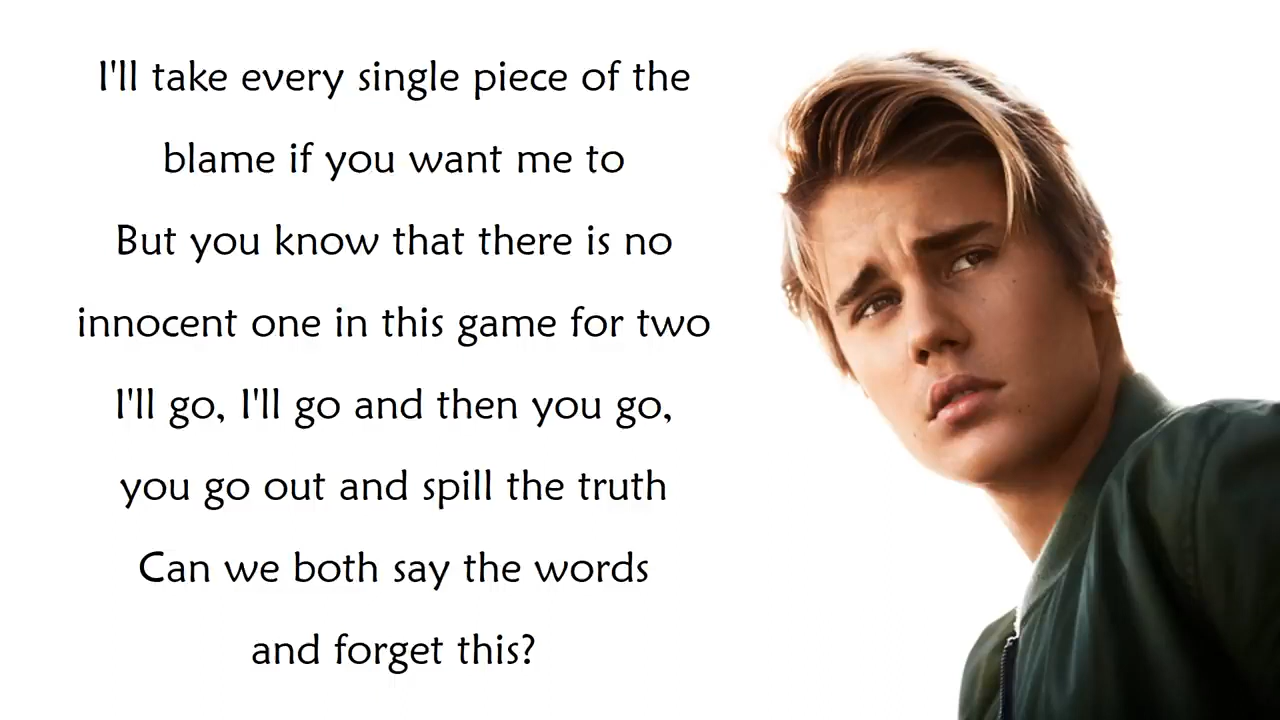 I'll take every single piece of the
blame if you want me to
But you know that there is no
innocent one in this game for two
I'll go, I'll go and then you go,
you go out and spill the truth
Can we both say the words
and forget this?